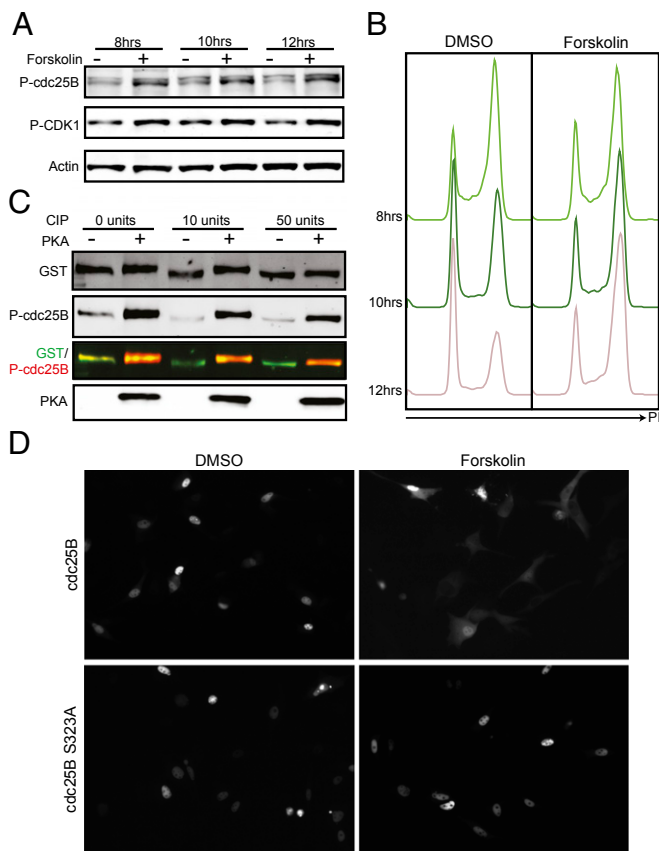 A
8hrs 10hrs 12hrs
Forskolin - + - + - +
P-cdc25B
P-CDK1
Actin
B
DMSO Forskolin
8hrs
10hrs
12hrs
C
CIP 0 units 10 units 50 units
PKA - + - + - +
GST
P-cdc25B
GST/
P-cdc25B
PKA
D
DMSO Forskolin
cdc25B
cdc25B S323A